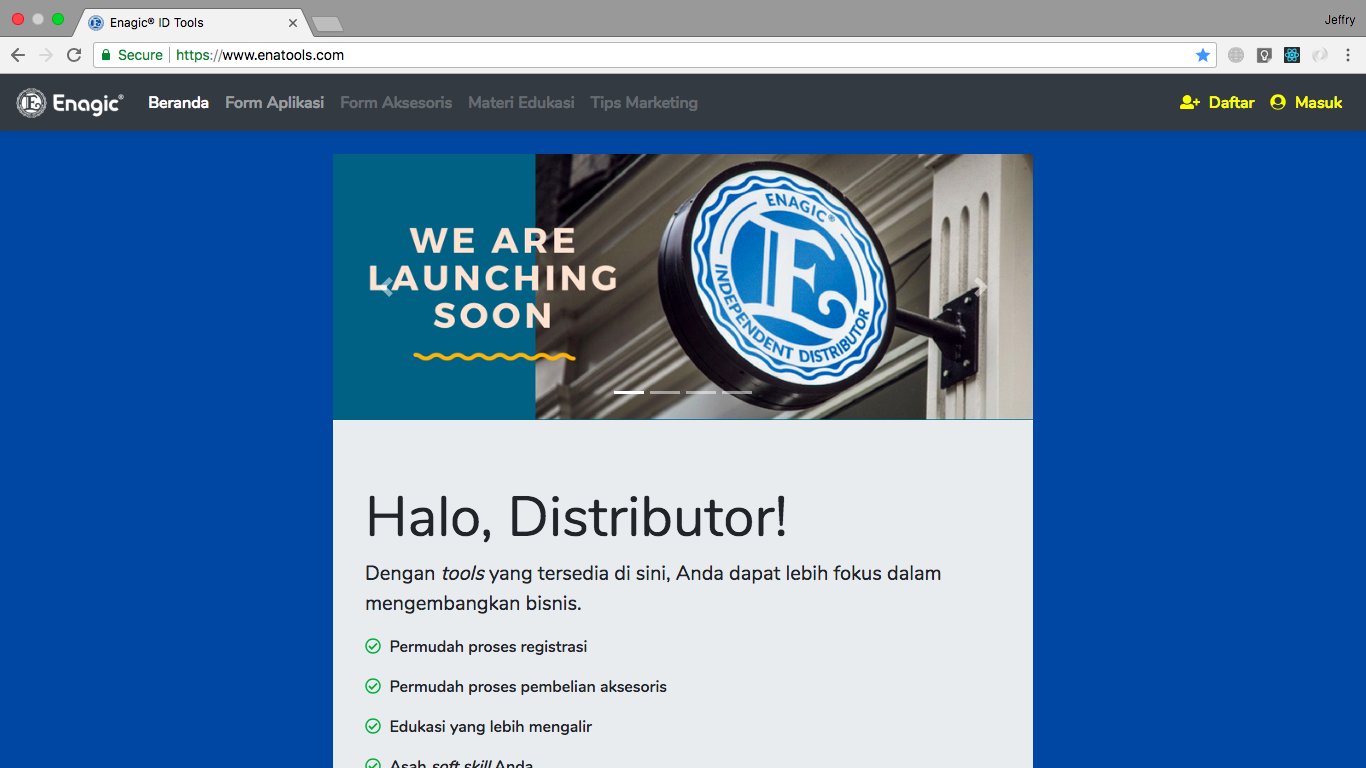 Enagic® ID Tools
Jeffry
Secure
https://www.enatools.com
Enagic®
Beranda
Form Aplikasi
Form Aksesoris
Materi Edukasi
Tips Marketing
Daftar
Masuk
WE ARE
LAUNCHING
SOON
ENAGIC®
E
INDEPENDENT DISTRIBUTOR
Halo, Distributor!
Dengan tools yang tersedia di sini, Anda dapat lebih fokus dalam
mengembangkan bisnis.
Permudah proses registrasi
Permudah proses pembelian aksesoris
Edukasi yang lebih mengalir
Asah soft skill Anda